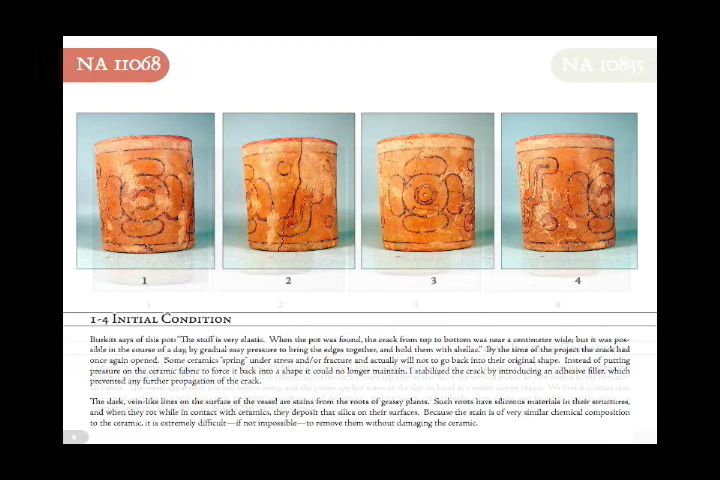 NA 11068
NA 10835
1 2 3 4
1 2 3 4
1-4 Initial Condition
Burkitt says of this pot: "The stuff is very elastic. When the pot was found, the crack from top to bottom was near a centimeter wide; but it was pos-
sible in the course of a day, by gradual easy pressure to bring the edges together, and hold them with shellac." By the time of the project the crack had
once again opened. Some ceramics "spring" under stress and/or fracture and actually will not to go back into their original shape. Instead of putting
pressure on the ceramic fabric to force it back into a shape it could no longer maintain, I stabilized the crack by introducing an adhesive filler, which
prevented any further propagation of the crack.
The dark, vein-like lines on the surface of the vessel are stains from the roots of grassy plants. Such roots have siliceous materials in their structures,
and when they rot while in contact with ceramics, they deposit that silica on their surfaces. Because the stain is of very similar chemical composition
to the ceramic, it is extremely difficult—if not impossible—to remove them without damaging the ceramic.